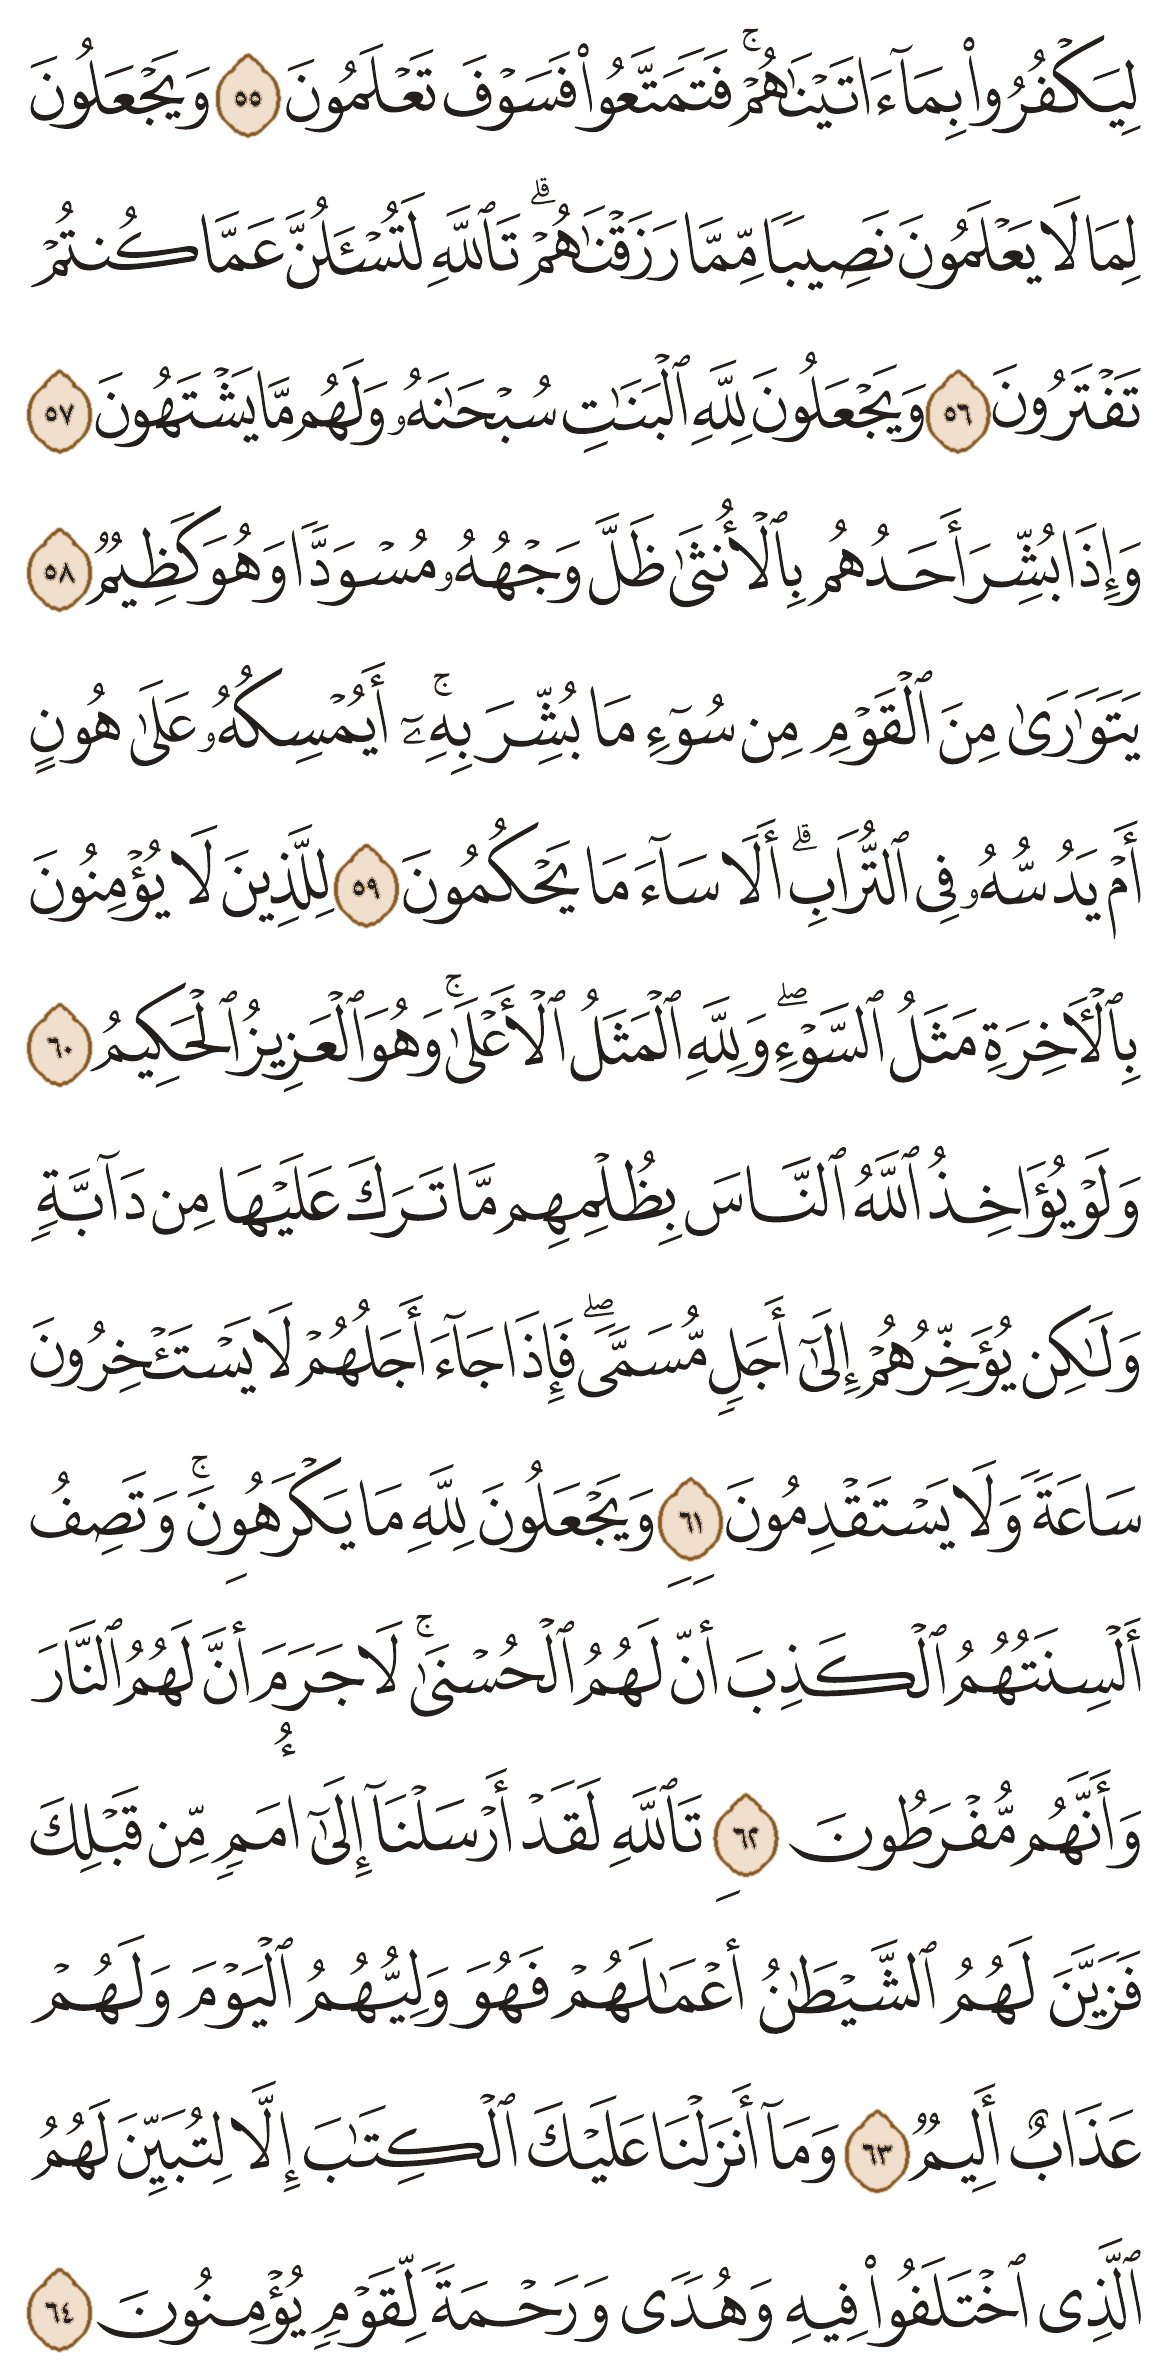 لِيَكْفُرُوا۟ بِمَآ ءَاتَيْنَٰهُمْ ۚ فَتَمَتَّعُوا۟ فَسَوْفَ تَعْلَمُونَ ٥٥ وَيَجْعَلُونَ
لِمَا لَا يَعْلَمُونَ نَصِيبًا مِّمَّا رَزَقْنَٰهُمْ ۗ تَٱللَّهِ لَتُسْـَٔلُنَّ عَمَّا كُنتُمْ
تَفْتَرُونَ ٥٦ وَيَجْعَلُونَ لِلَّهِ ٱلْبَنَٰتِ سُبْحَٰنَهُۥ وَلَهُم مَّا يَشْتَهُونَ ٥٧
وَإِذَا بُشِّرَ أَحَدُهُم بِٱلْأُنثَىٰ ظَلَّ وَجْهُهُۥ مُسْوَدًّا وَهُوَ كَظِيمٌ ٥٨
يَتَوَٰرَىٰ مِنَ ٱلْقَوْمِ مِن سُوٓءِ مَا بُشِّرَ بِهِۦٓ ۚ أَيُمْسِكُهُۥ عَلَىٰ هُونٍ
أَمْ يَدُسُّهُۥ فِى ٱلتُّرَابِ ۗ أَلَا سَآءَ مَا يَحْكُمُونَ ٥٩ لِلَّذِينَ لَا يُؤْمِنُونَ
بِٱلْـَٔاخِرَةِ مَثَلُ ٱلسَّوْءِ ۖ وَلِلَّهِ ٱلْمَثَلُ ٱلْأَعْلَىٰ ۚ وَهُوَ ٱلْعَزِيزُ ٱلْحَكِيمُ ٦٠
وَلَوْ يُؤَاخِذُ ٱللَّهُ ٱلنَّاسَ بِظُلْمِهِم مَّا تَرَكَ عَلَيْهَا مِن دَآبَّةٍ
وَلَٰكِن يُؤَخِّرُهُمْ إِلَىٰٓ أَجَلٍ مُّسَمًّى ۖ فَإِذَا جَآءَ أَجَلُهُمْ لَا يَسْتَـْٔخِرُونَ
سَاعَةً وَلَا يَسْتَقْدِمُونَ ٦١ وَيَجْعَلُونَ لِلَّهِ مَا يَكْرَهُونَ ۚ وَتَصِفُ
أَلْسِنَتُهُمُ ٱلْكَذِبَ أَنَّ لَهُمُ ٱلْحُسْنَىٰ ۚ لَا جَرَمَ أَنَّ لَهُمُ ٱلنَّارَ
وَأَنَّهُم مُّفْرَطُونَ ٦٢ تَٱللَّهِ لَقَدْ أَرْسَلْنَآ إِلَىٰٓ أُمَمٍ مِّن قَبْلِكَ
فَزَيَّنَ لَهُمُ ٱلشَّيْطَٰنُ أَعْمَٰلَهُمْ فَهُوَ وَلِيُّهُمُ ٱلْيَوْمَ وَلَهُمْ
عَذَابٌ أَلِيمٌ ٦٣ وَمَآ أَنزَلْنَا عَلَيْكَ ٱلْكِتَٰبَ إِلَّا لِتُبَيِّنَ لَهُمُ
ٱلَّذِى ٱخْتَلَفُوا۟ فِيهِ وَهُدًى وَرَحْمَةً لِّقَوْمٍ يُؤْمِنُونَ ٦٤